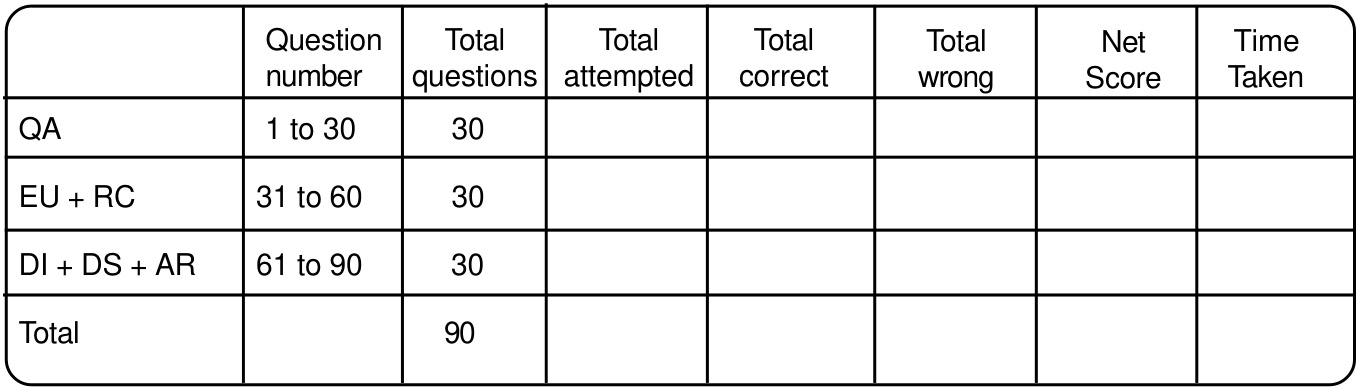 Question number Total questions Total attempted Total correct Total wrong Net Score Time Taken
QA 1 to 30 30
EU + RC 31 to 60 30
DI + DS + AR 61 to 90 30
Total 90